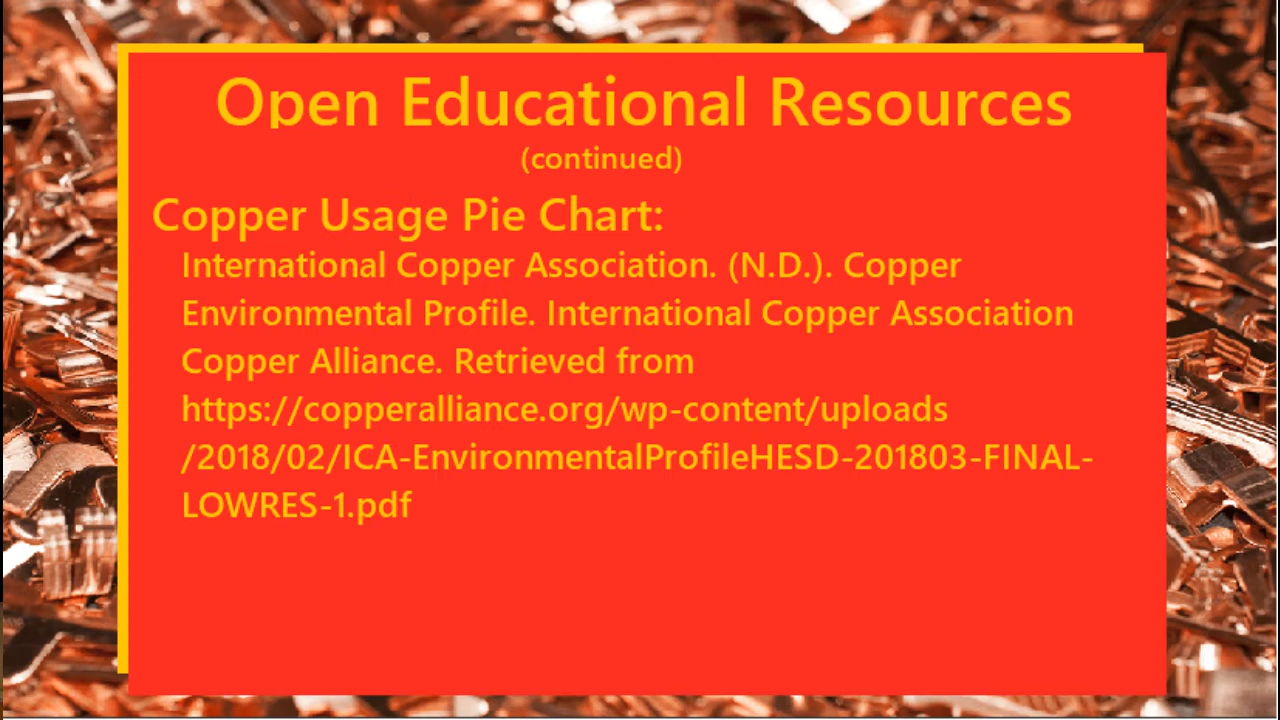 Open Educational Resources
(continued)
Copper Usage Pie Chart:
International Copper Association. (N.D.). Copper
Environmental Profile. International Copper Association
Copper Alliance. Retrieved from
https://copperalliance.org/wp-content/uploads
/2018/02/ICA-EnvironmentalProfileHESD-201803-FINAL-
LOWRES-1.pdf